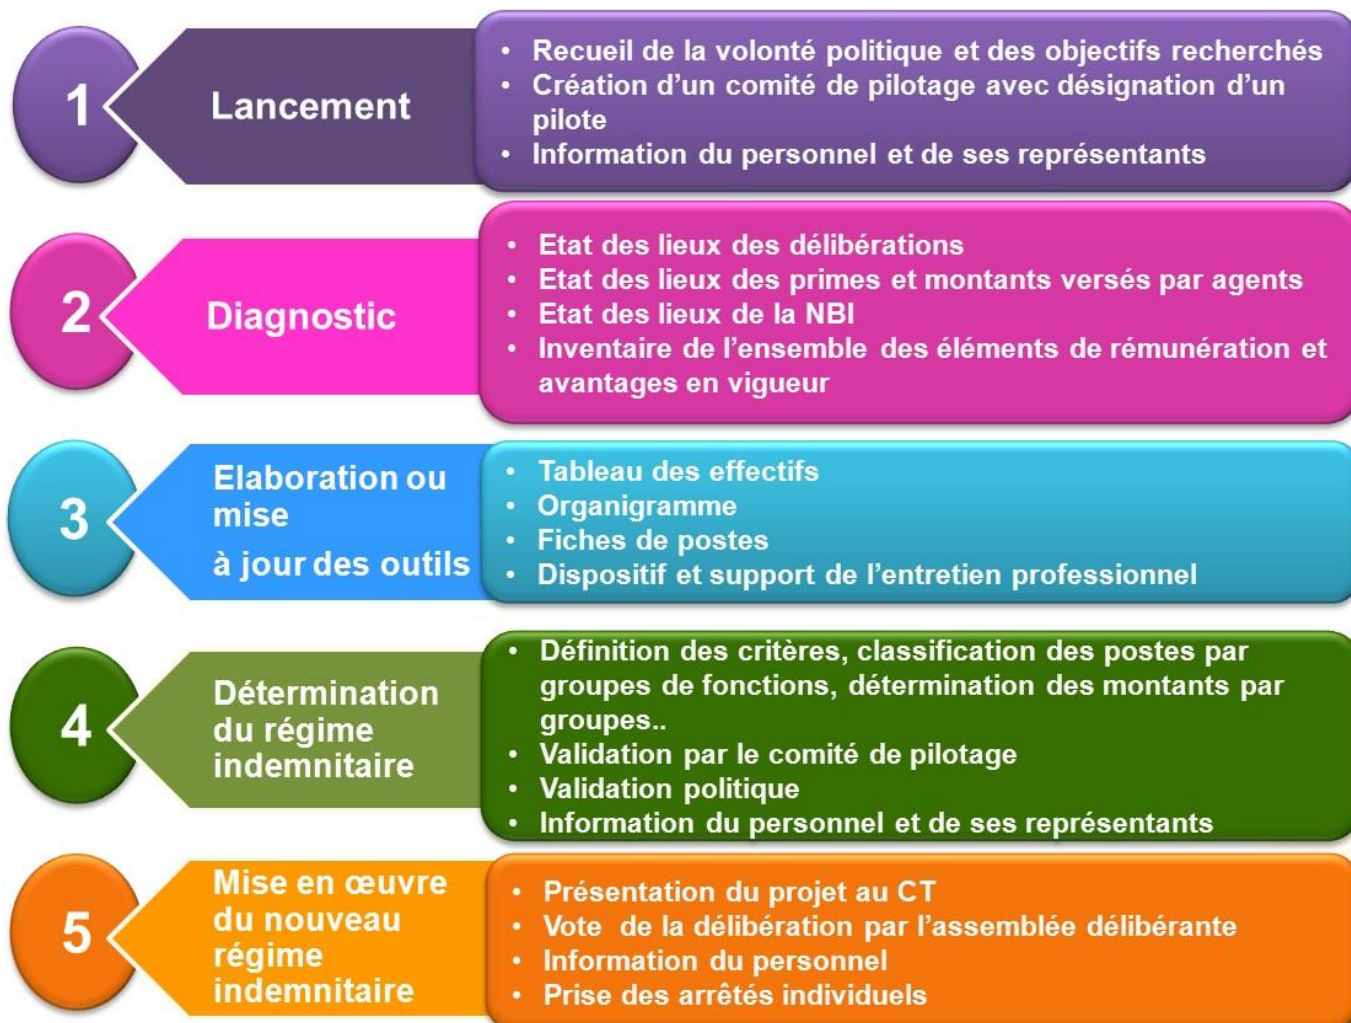 1
Lancement
• Recueil de la volonté politique et des objectifs recherchés
• Création d’un comité de pilotage avec désignation d’un
pilote
• Information du personnel et de ses représentants
2
Diagnostic
• Etat des lieux des délibérations
• Etat des lieux des primes et montants versés par agents
• Etat des lieux de la NBI
• Inventaire de l’ensemble des éléments de rémunération et
avantages en vigueur
3
Elaboration ou
mise
à jour des outils
• Tableau des effectifs
• Organigramme
• Fiches de postes
• Dispositif et support de l’entretien professionnel
4
Détermination
du régime
indemnitaire
• Définition des critères, classification des postes par
groupes de fonctions, détermination des montants par
groupes..
• Validation par le comité de pilotage
• Validation politique
• Information du personnel et de ses représentants
5
Mise en œuvre
du nouveau
régime
indemnitaire
• Présentation du projet au CT
• Vote de la délibération par l’assemblée délibérante
• Information du personnel
• Prise des arrêtés individuels